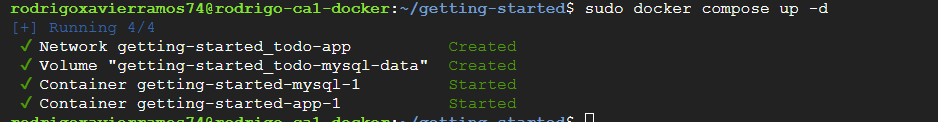 rodrigoxavierramos74@rodrigo-ca1-docker:~/getting-started$ sudo docker compose up -d
[+] Running 4/4
✓ Network getting-started_todo-app Created
✓ Volume "getting-started_todo-mysql-data" Created
✓ Container getting-started-mysql-1 Started
✓ Container getting-started-app-1 Started
rodrigoxavierramos74@rodrigo-ca1-docker:~/getting-started$